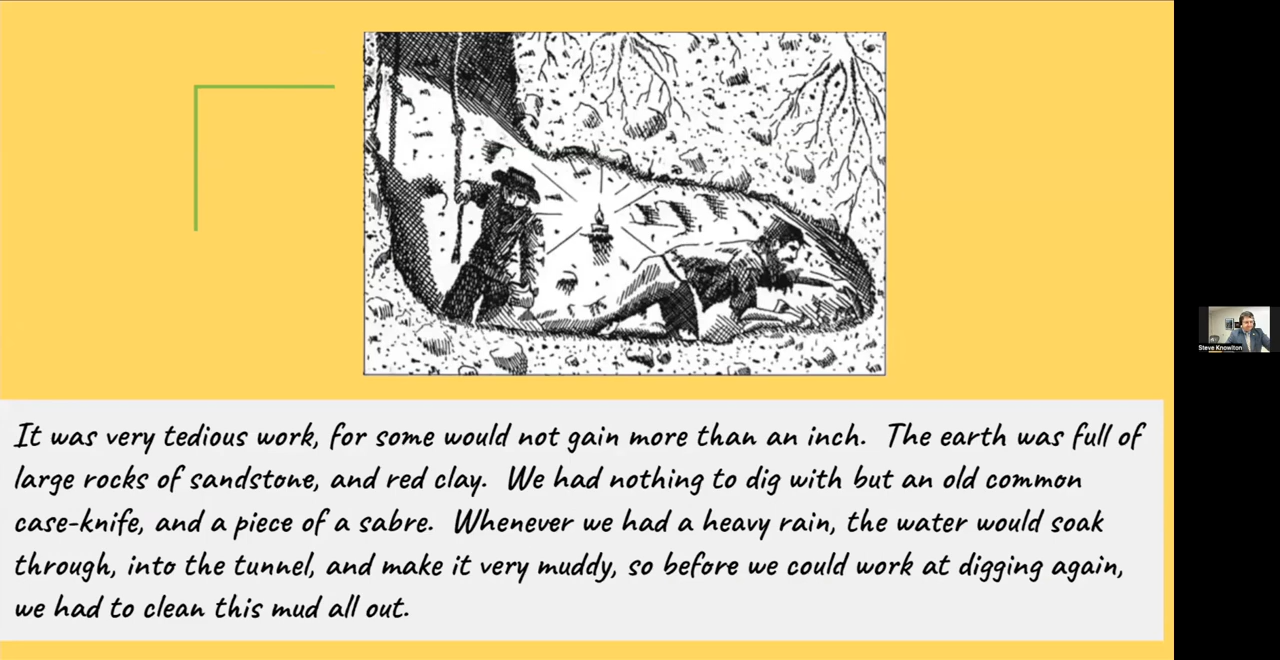 It was very tedious work, for some would not gain more than an inch.  The earth was full of
large rocks of sandstone, and red clay.  We had nothing to dig with but an old common
case-knife, and a piece of a sabre.  Whenever we had a heavy rain, the water would soak
through, into the tunnel, and make it very muddy, so before we could work at digging again,
we had to clean this mud all out.
Steve Knowlton